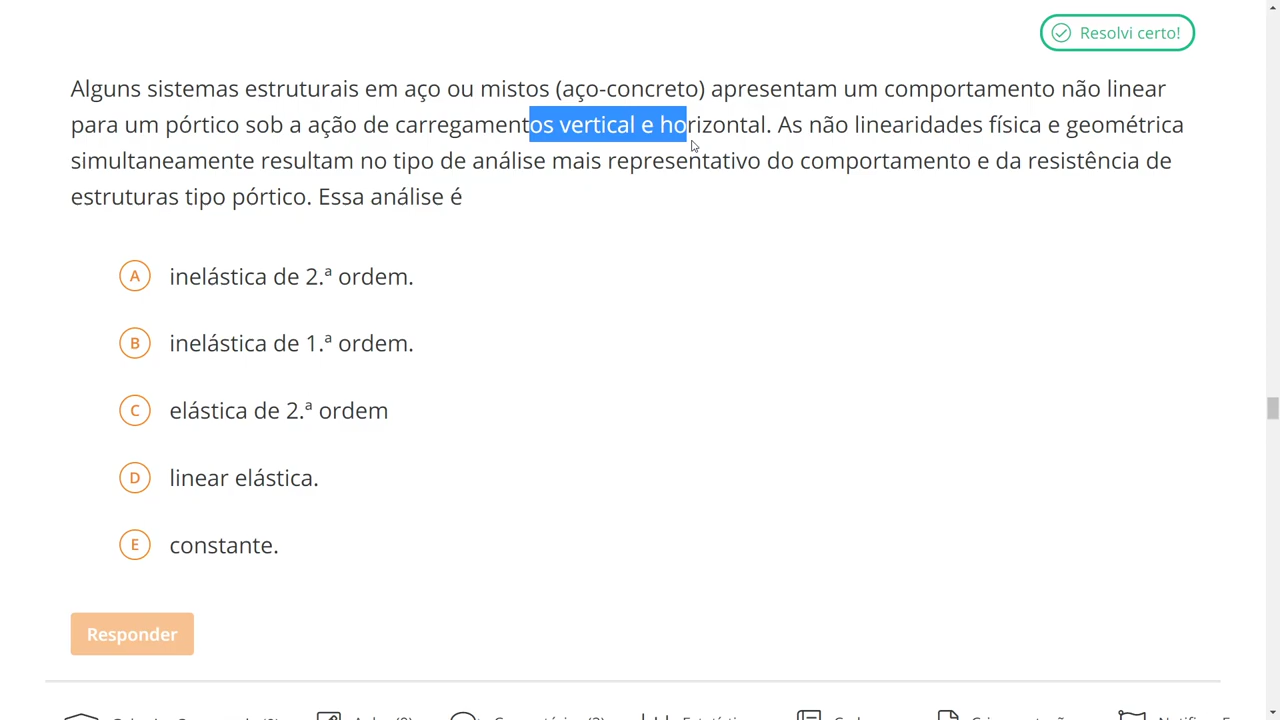 Resolvi certo!
Alguns sistemas estruturais em aço ou mistos (aço-concreto) apresentam um comportamento não linear
para um pórtico sob a ação de carregamentos vertical e horizontal. As não linearidades física e geométrica
simultaneamente resultam no tipo de análise mais representativo do comportamento e da resistência de
estruturas tipo pórtico. Essa análise é
A inelástica de 2.ª ordem.
B inelástica de 1.ª ordem.
C elástica de 2.ª ordem
D linear elástica.
E constante.
Responder